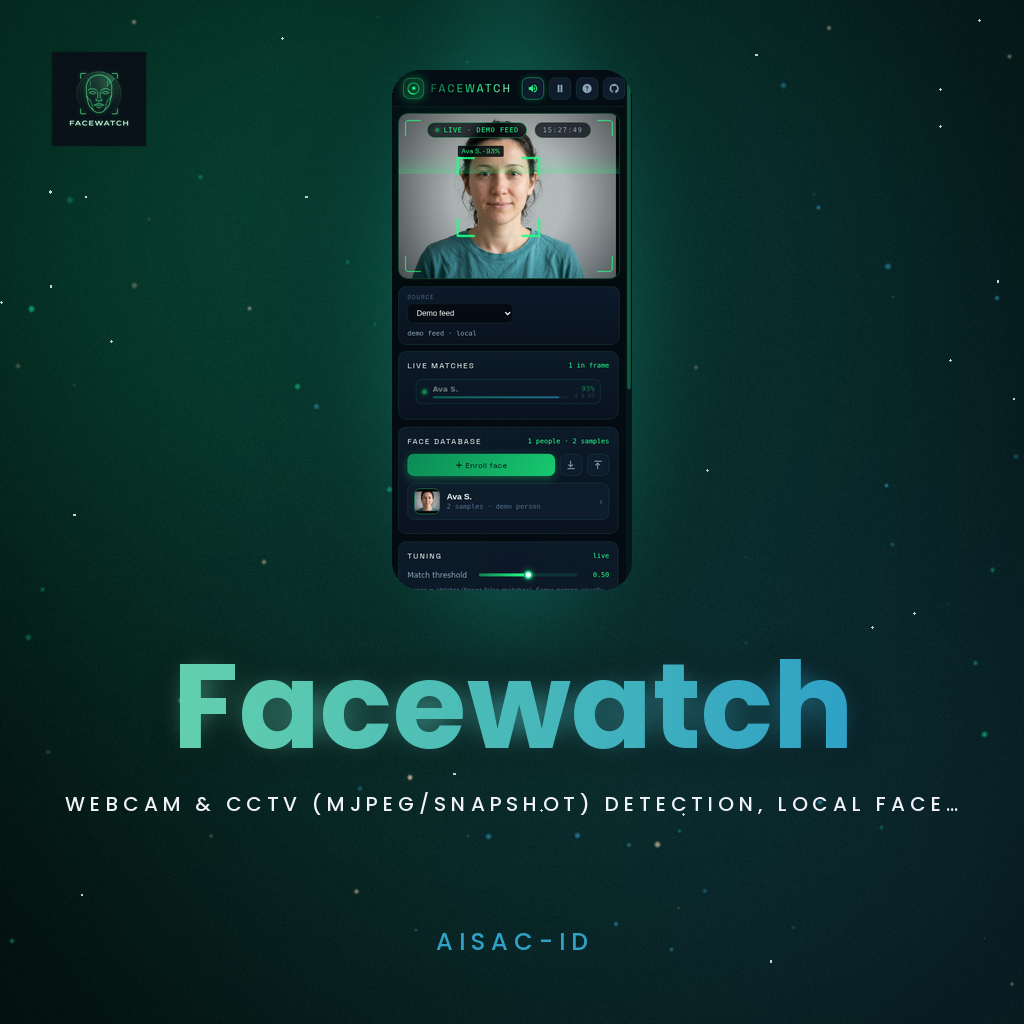 FACEWATCH
FACEWATCH
LIVE · DEMO FEED
15:27:49
Ava S. · 93%
SOURCE
Demo feed
demo feed · local
LIVE MATCHES
1 in frame
Ava S.
93%
FACE DATABASE
1 people · 2 samples
+ Enroll face
Ava S.
2 samples · demo person
TUNING
live
Match threshold
0.50
Facewatch
WEBCAM & CCTV (MJPEG/SNAPSHOT) DETECTION, LOCAL FACE…
AISAC-ID